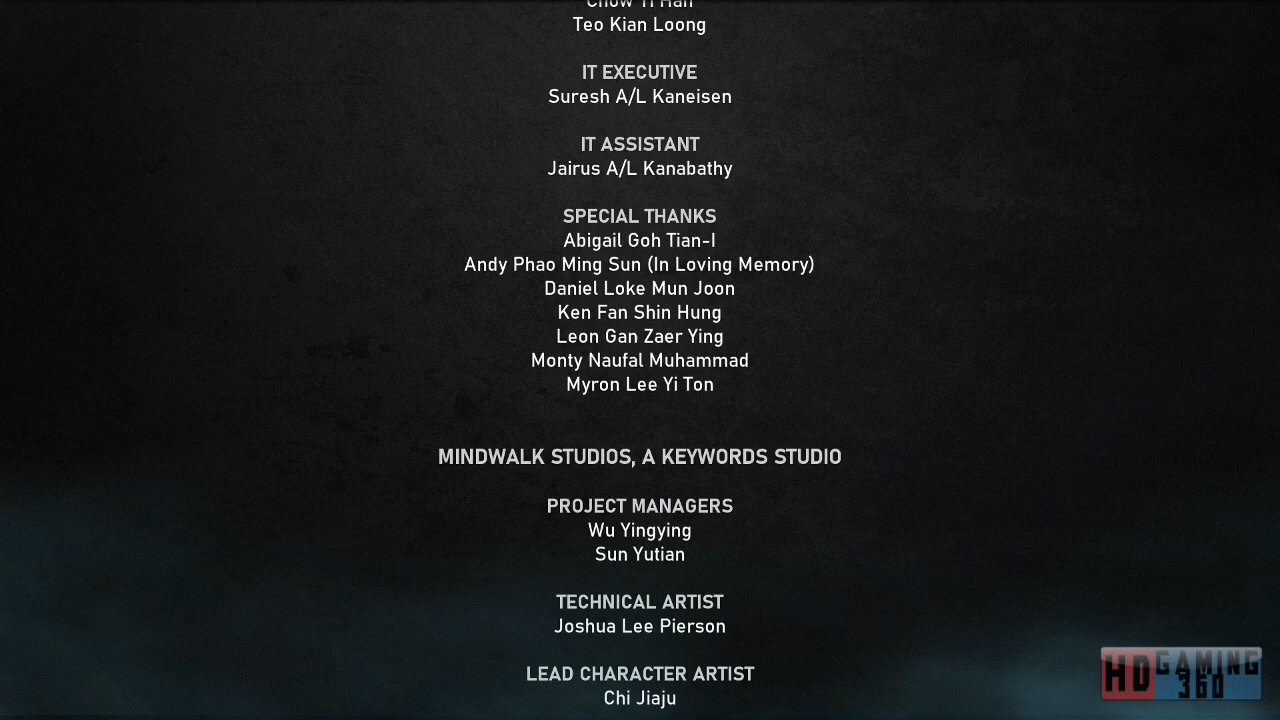 Chow Yi Han
Teo Kian Loong
IT EXECUTIVE
Suresh A/L Kaneisen
IT ASSISTANT
Jairus A/L Kanabathy
SPECIAL THANKS
Abigail Goh Tian-I
Andy Phao Ming Sun (In Loving Memory)
Daniel Loke Mun Joon
Ken Fan Shin Hung
Leon Gan Zaer Ying
Monty Naufal Muhammad
Myron Lee Yi Ton
MINDWALK STUDIOS, A KEYWORDS STUDIO
PROJECT MANAGERS
Wu Yingying
Sun Yutian
TECHNICAL ARTIST
Joshua Lee Pierson
LEAD CHARACTER ARTIST
Chi Jiaju
HD GAMING
360